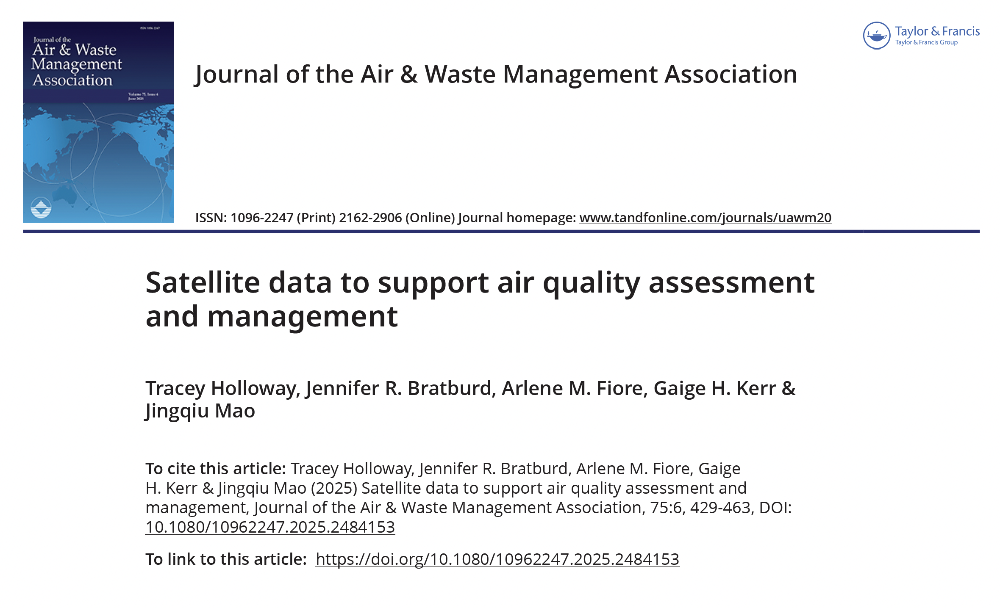 ISSN 1096-2247
Journal of the
Air & Waste
Management
Association
Volume 75, Issue 6
June 2025
Taylor & Francis
Taylor & Francis Group
Journal of the Air & Waste Management Association
ISSN: 1096-2247 (Print) 2162-2906 (Online) Journal homepage: www.tandfonline.com/journals/uawm20
Satellite data to support air quality assessment
and management
Tracey Holloway, Jennifer R. Bratburd, Arlene M. Fiore, Gaige H. Kerr &
Jingqiu Mao
To cite this article: Tracey Holloway, Jennifer R. Bratburd, Arlene M. Fiore, Gaige
H. Kerr & Jingqiu Mao (2025) Satellite data to support air quality assessment and
management, Journal of the Air & Waste Management Association, 75:6, 429-463, DOI:
10.1080/10962247.2025.2484153
To link to this article: https://doi.org/10.1080/10962247.2025.2484153